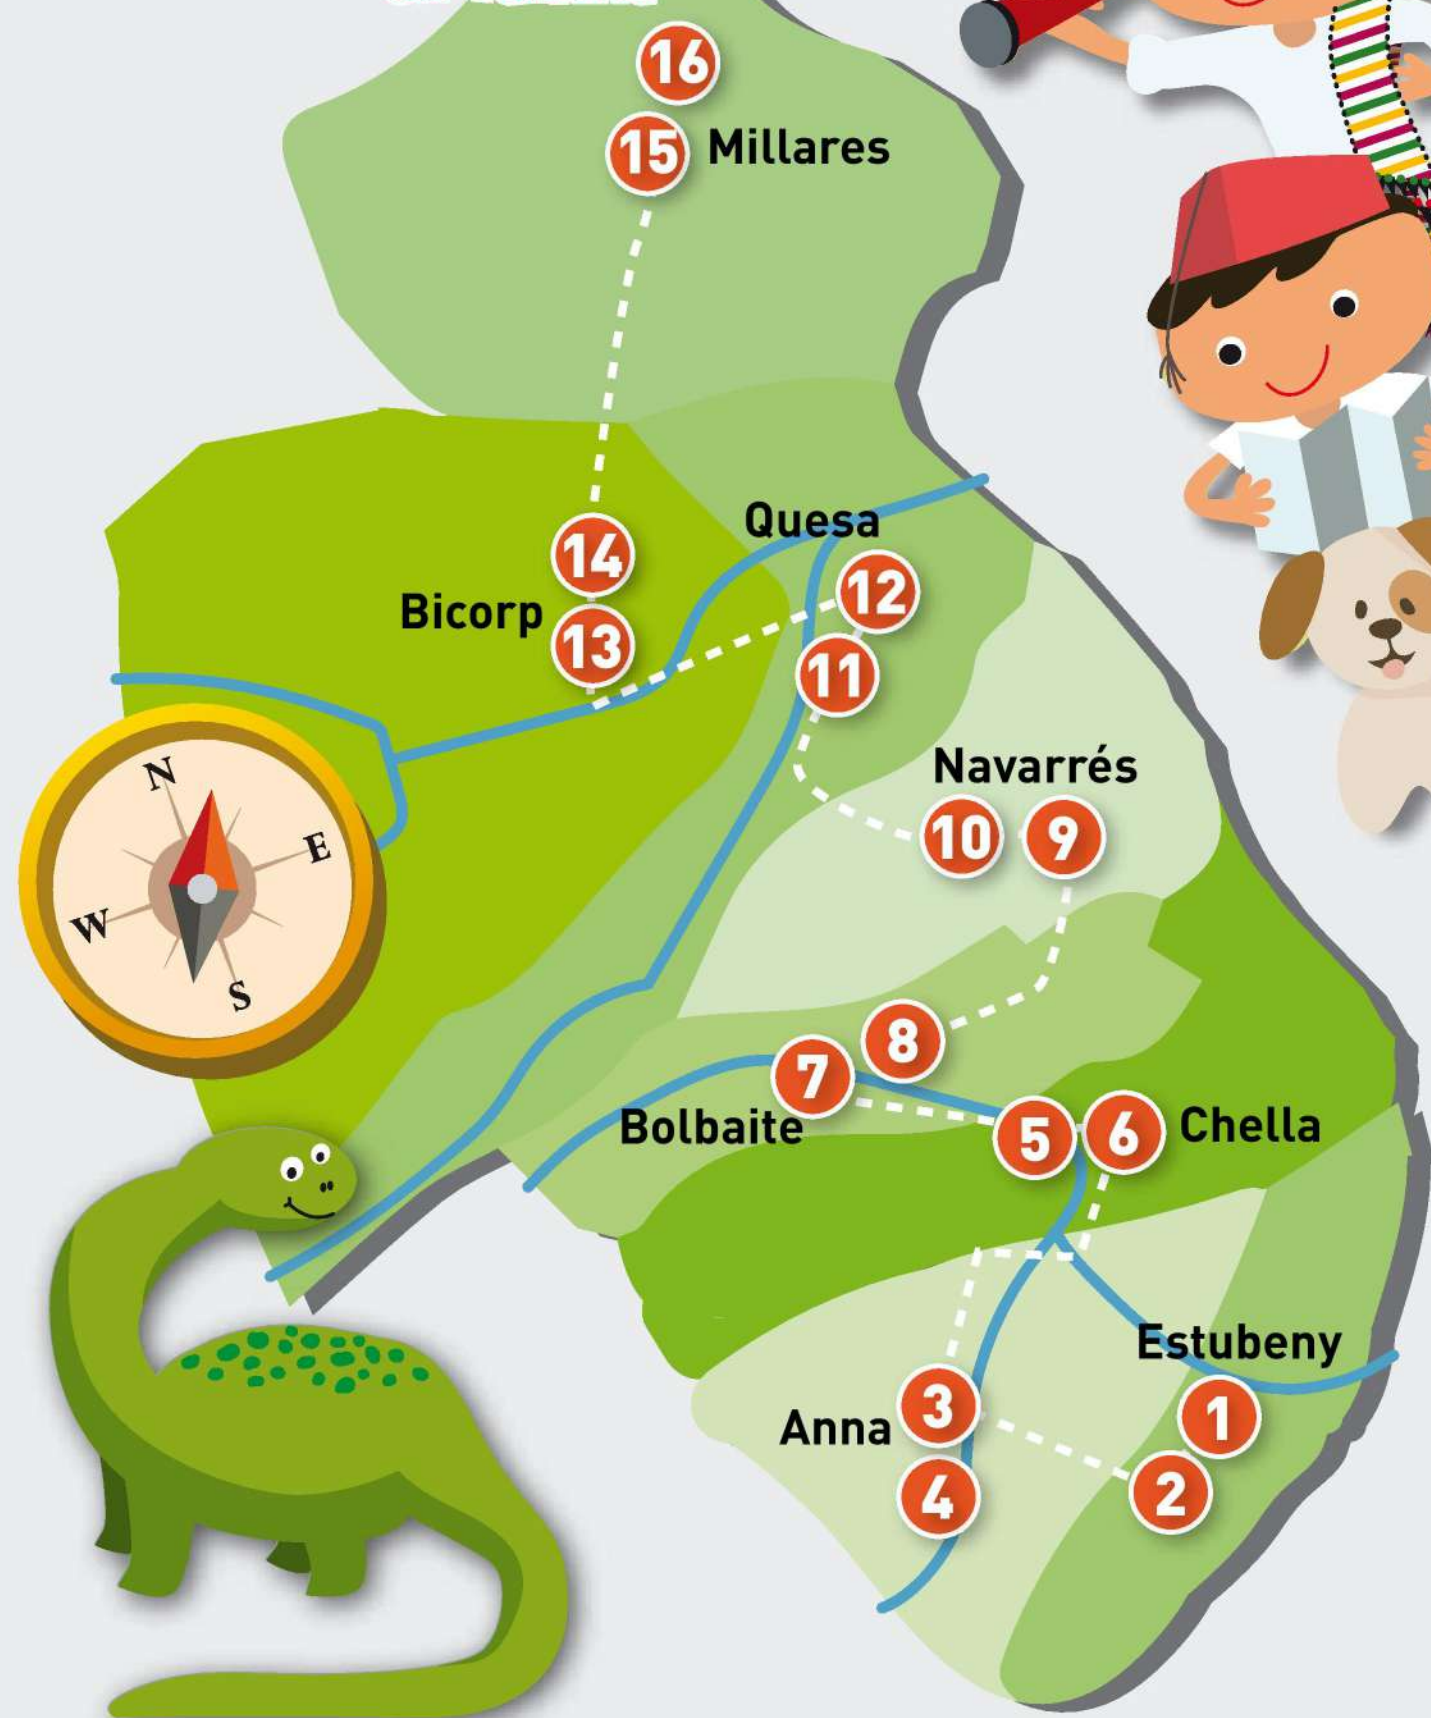 16
15 Millares
Quesa
14
12
Bicorp
13
11
Navarrés
10 9
N
E
W
S
8
7
Bolbaite
5 6 Chella
Estubeny
1
Anna 3
2
4